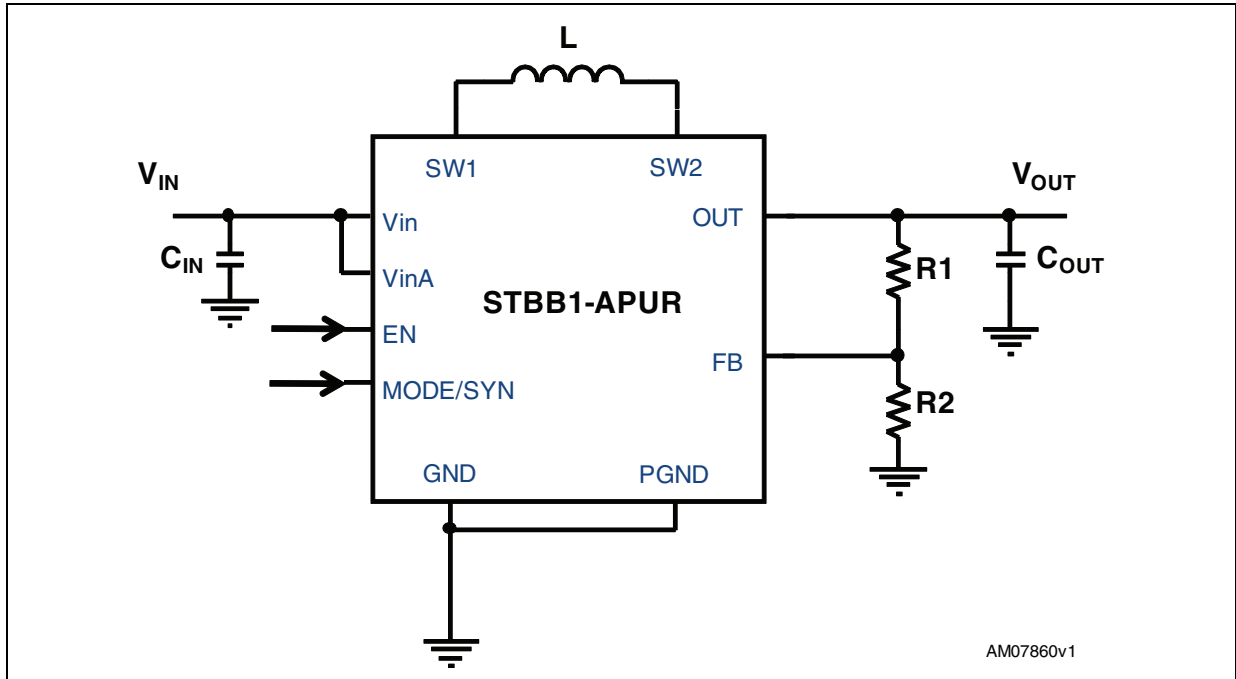 L
SW1
SW2
V_IN
V_OUT
Vin
OUT
C_IN
R1
C_OUT
VinA
STBB1-APUR
EN
FB
MODE/SYN
R2
GND
PGND
AM07860v1